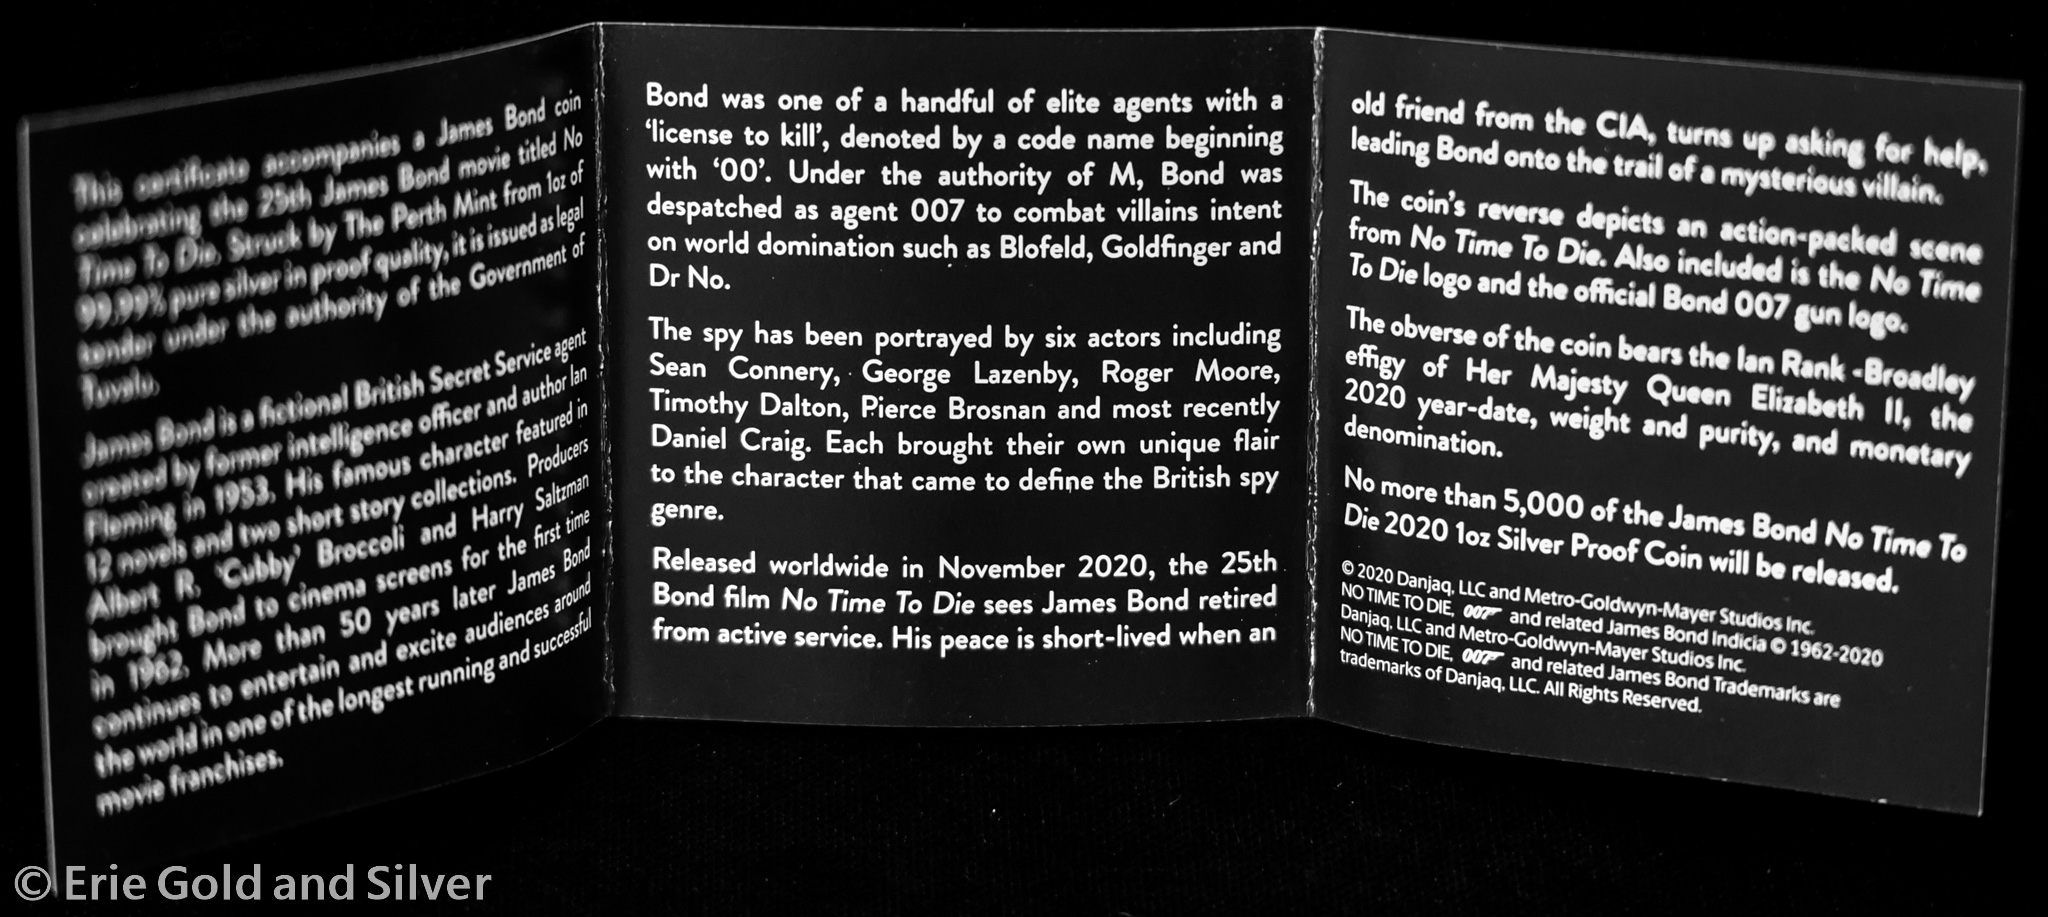 This certificate accompanies a James Bond coin
celebrating the 25th James Bond movie titled No
Time To Die. Struck by The Perth Mint from 1oz of
99.99% pure silver in proof quality, it is issued as legal
tender under the authority of the Government of
Tuvalu.
James Bond is a fictional British Secret Service agent
created by former intelligence officer and author Ian
Fleming in 1953. His famous character featured in
12 novels and two short story collections. Producers
Albert R. 'Cubby' Broccoli and Harry Saltzman
brought Bond to cinema screens for the first time
in 1962. More than 50 years later James Bond
continues to entertain and excite audiences around
the world in one of the longest running and successful
movie franchises.
Bond was one of a handful of elite agents with a
‘license to kill’, denoted by a code name beginning
with ‘00’. Under the authority of M, Bond was
despatched as agent 007 to combat villains intent
on world domination such as Blofeld, Goldfinger and
Dr No.
The spy has been portrayed by six actors including
Sean Connery, George Lazenby, Roger Moore,
Timothy Dalton, Pierce Brosnan and most recently
Daniel Craig. Each brought their own unique flair
to the character that came to define the British spy
genre.
Released worldwide in November 2020, the 25th
Bond film No Time To Die sees James Bond retired
from active service. His peace is short-lived when an
old friend from the CIA, turns up asking for help,
leading Bond onto the trail of a mysterious villain.
The coin's reverse depicts an action-packed scene
from No Time To Die. Also included is the No Time
To Die logo and the official Bond 007 gun logo.
The obverse of the coin bears the Ian Rank -Broadley
effigy of Her Majesty Queen Elizabeth II, the
2020 year-date, weight and purity, and monetary
denomination.
No more than 5,000 of the James Bond No Time To
Die 2020 1oz Silver Proof Coin will be released.
© 2020 Danjaq, LLC and Metro-Goldwyn-Mayer Studios Inc.
NO TIME TO DIE, 007 and related James Bond Indicia © 1962-2020
Danjaq, LLC and Metro-Goldwyn-Mayer Studios Inc.
NO TIME TO DIE, 007 and related James Bond Trademarks are
trademarks of Danjaq, LLC. All Rights Reserved.
© Erie Gold and Silver